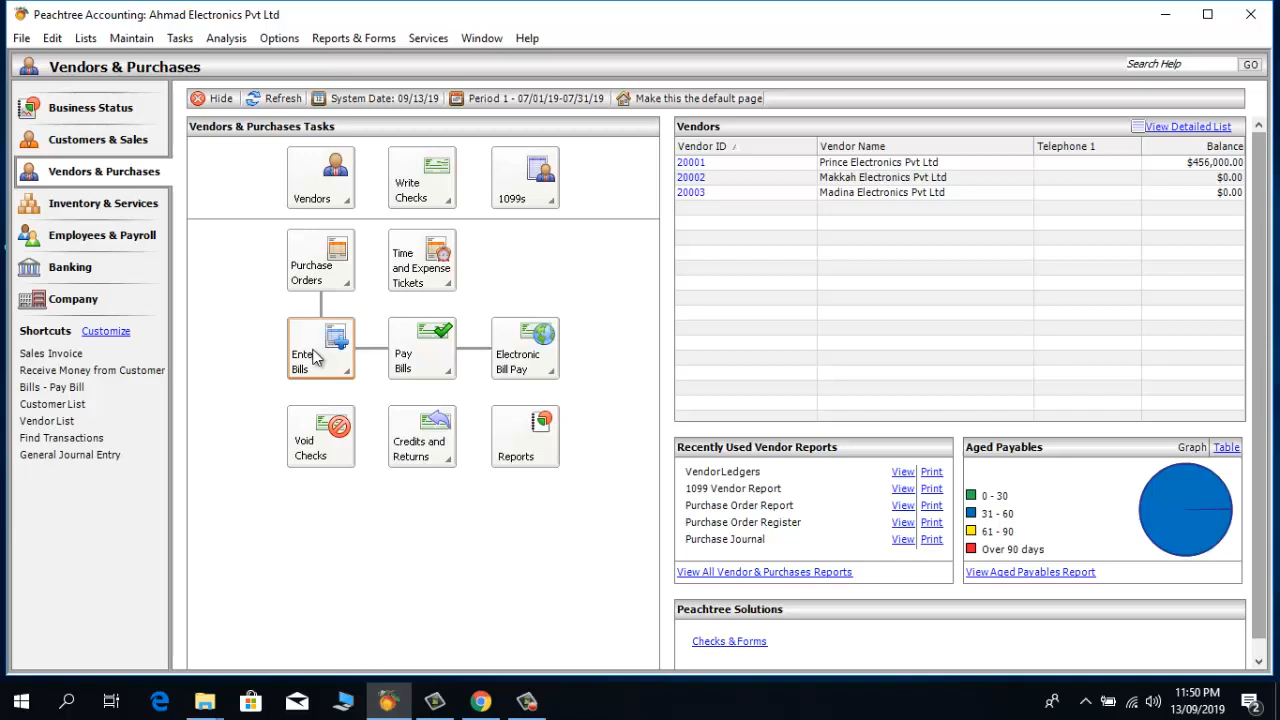 Peachtree Accounting: Ahmad Electronics Pvt Ltd
File Edit Lists Maintain Tasks Analysis Options Reports & Forms Services Window Help
Vendors & Purchases
Search Help GO
Business Status
Customers & Sales
Vendors & Purchases
Inventory & Services
Employees & Payroll
Banking
Company
Shortcuts Customize
Sales Invoice
Receive Money from Customer
Bills - Pay Bill
Customer List
Vendor List
Find Transactions
General Journal Entry
Hide Refresh System Date: 09/13/19 Period 1 - 07/01/19-07/31/19 Make this the default page
Vendors & Purchases Tasks
Vendors
Write
Checks
1099s
Purchase
Orders
Time
and Expense
Tickets
Enter
Bills
Pay
Bills
Electronic
Bill Pay
Void
Checks
Credits and
Returns
Reports
Vendors View Detailed List
Vendor ID Vendor Name Telephone 1 Balance
20001 Prince Electronics Pvt Ltd $456,000.00
20002 Makkah Electronics Pvt Ltd $0.00
20003 Madina Electronics Pvt Ltd $0.00
Recently Used Vendor Reports
Vendor Ledgers View Print
1099 Vendor Report View Print
Purchase Order Report View Print
Purchase Order Register View Print
Purchase Journal View Print
View All Vendor & Purchases Reports
Aged Payables Graph Table
0 - 30
31 - 60
61 - 90
Over 90 days
View Aged Payables Report
Peachtree Solutions
Checks & Forms
11:50 PM
13/09/2019
2